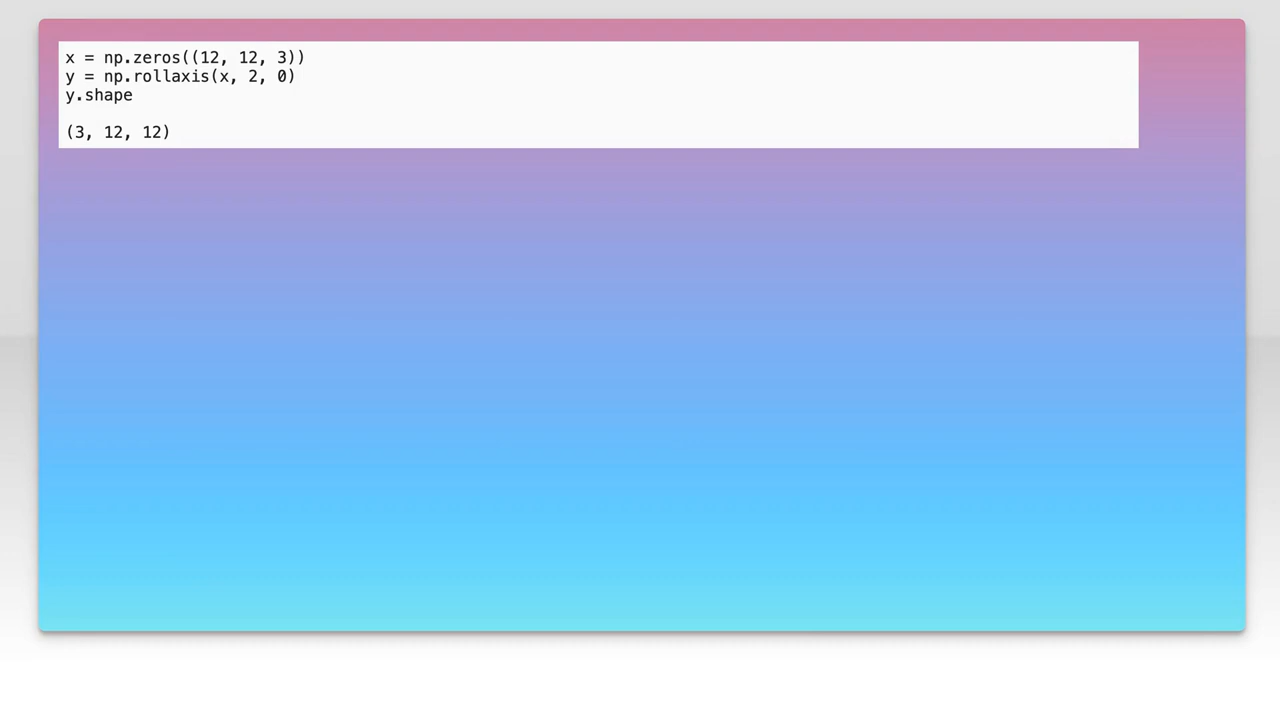 x = np.zeros((12, 12, 3))
y = np.rollaxis(x, 2, 0)
y.shape
(3, 12, 12)